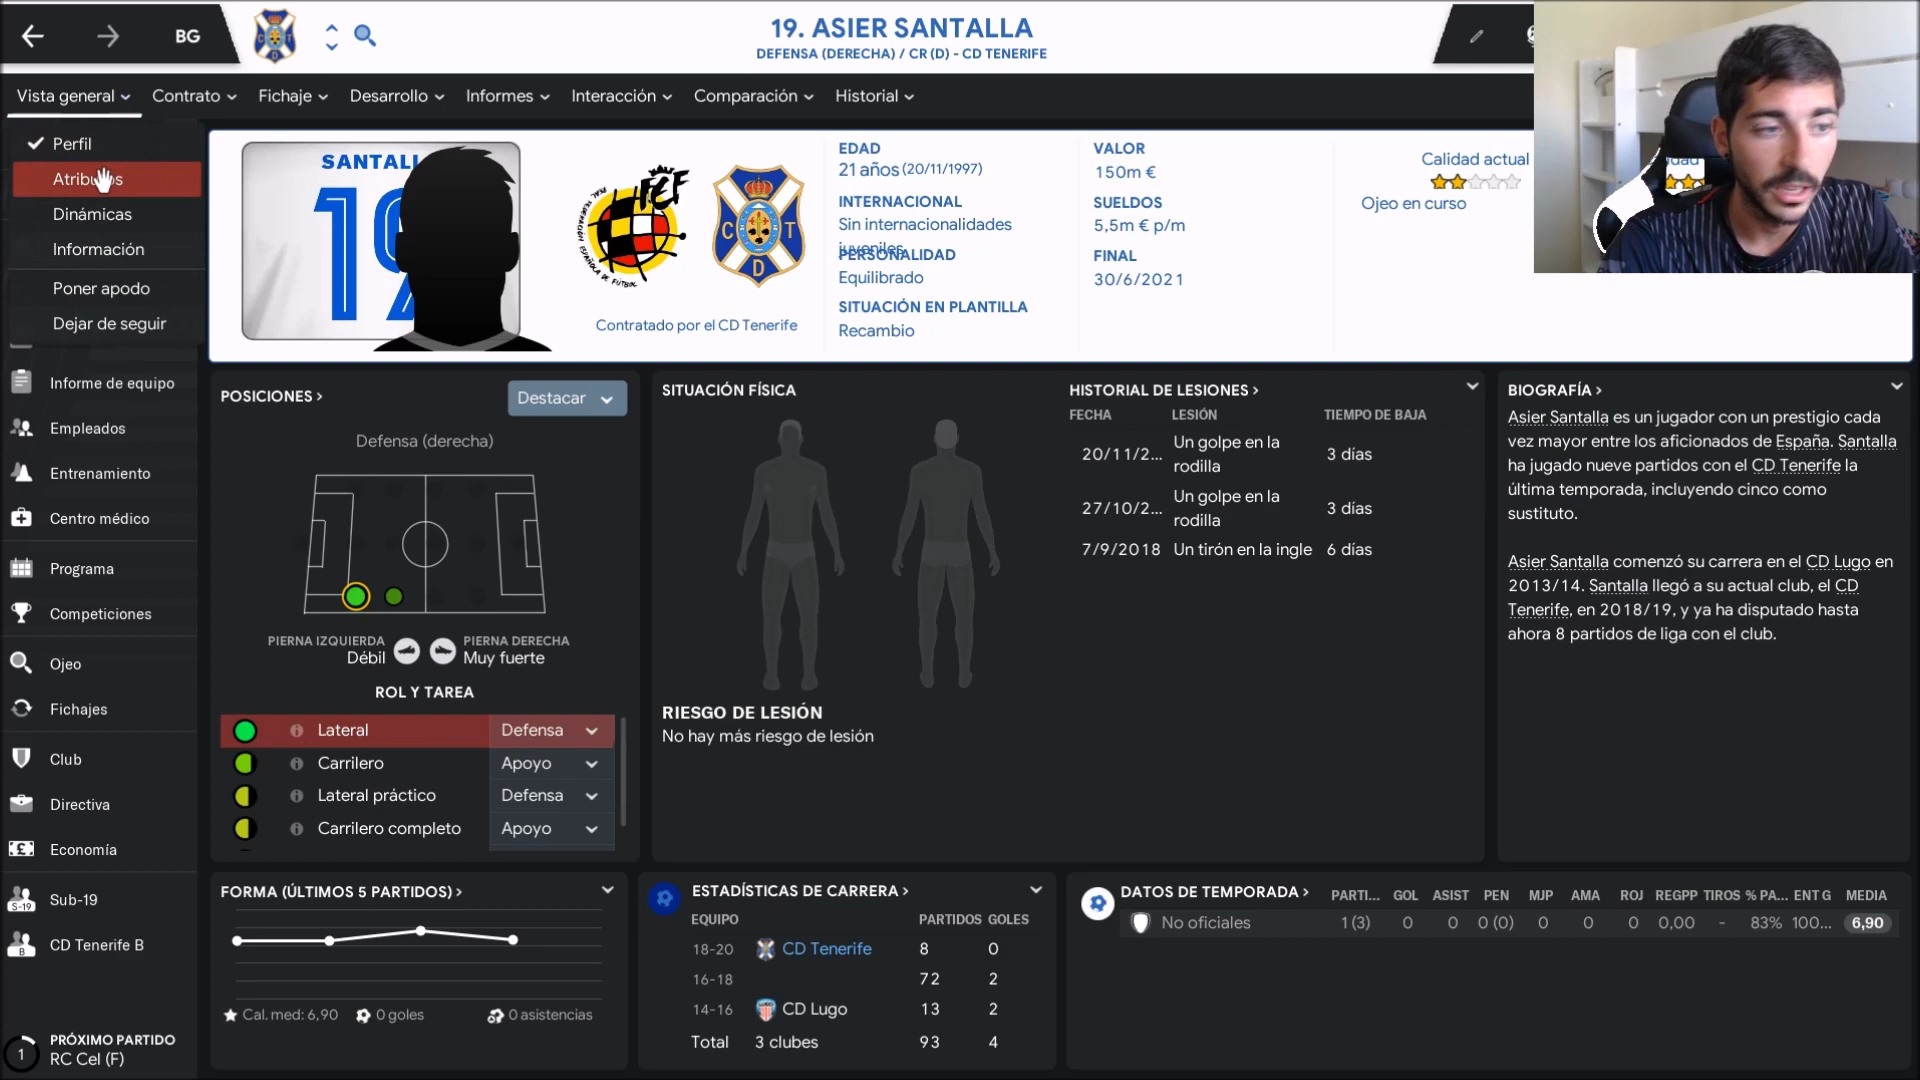 BG
19. ASIER SANTALLA
DEFENSA (DERECHA) / CR (D) - CD TENERIFE
Vista general
Contrato
Fichaje
Desarrollo
Informes
Interacción
Comparación
Historial
Perfil
Dinámicas
Información
Poner apodo
Dejar de seguir
Informe de equipo
Empleados
Entrenamiento
Centro médico
Programa
Competiciones
Ojeo
Fichajes
Club
Directiva
Economía
S-19
Sub-19
B
CD Tenerife B
1
PRÓXIMO PARTIDO
RC Cel (F)
Contratado por el CD Tenerife
EDAD
21 años (20/11/1997)
INTERNACIONAL
Sin internacionalidades
juveniles
PERSONALIDAD
Equilibrado
SITUACIÓN EN PLANTILLA
Recambio
VALOR
150m €
SUELDOS
5,5m € p/m
FINAL
30/6/2021
Calidad actual
Ojeo en curso
POSICIONES >
Destacar
Defensa (derecha)
PIERNA IZQUIERDA
Débil
PIERNA DERECHA
Muy fuerte
ROL Y TAREA
Lateral Defensa
Carrilero Apoyo
Lateral práctico Defensa
Carrilero completo Apoyo
SITUACIÓN FÍSICA
RIESGO DE LESIÓN
No hay más riesgo de lesión
HISTORIAL DE LESIONES >
FECHA LESIÓN TIEMPO DE BAJA
20/11/2... Un golpe en la rodilla 3 días
27/10/2... Un golpe en la rodilla 3 días
7/9/2018 Un tirón en la ingle 6 días
BIOGRAFÍA >
Asier Santalla es un jugador con un prestigio cada
vez mayor entre los aficionados de España. Santalla
ha jugado nueve partidos con el CD Tenerife la
última temporada, incluyendo cinco como
sustituto.
Asier Santalla comenzó su carrera en el CD Lugo en
2013/14. Santalla llegó a su actual club, el CD
Tenerife, en 2018/19, y ya ha disputado hasta
ahora 8 partidos de liga con el club.
FORMA (ÚLTIMOS 5 PARTIDOS) >
Cal. med: 6,90 0 goles 0 asistencias
ESTADÍSTICAS DE CARRERA >
EQUIPO PARTIDOS GOLES
18-20 CD Tenerife 8 0
16-18 72 2
14-16 CD Lugo 13 2
Total 3 clubes 93 4
DATOS DE TEMPORADA > PARTI... GOL ASIST PEN MJP AMA ROJ REGPP TIROS % PA... ENT G MEDIA
No oficiales 1 (3) 0 0 0 (0) 0 0 0 0,00 - 83% 100... 6,90